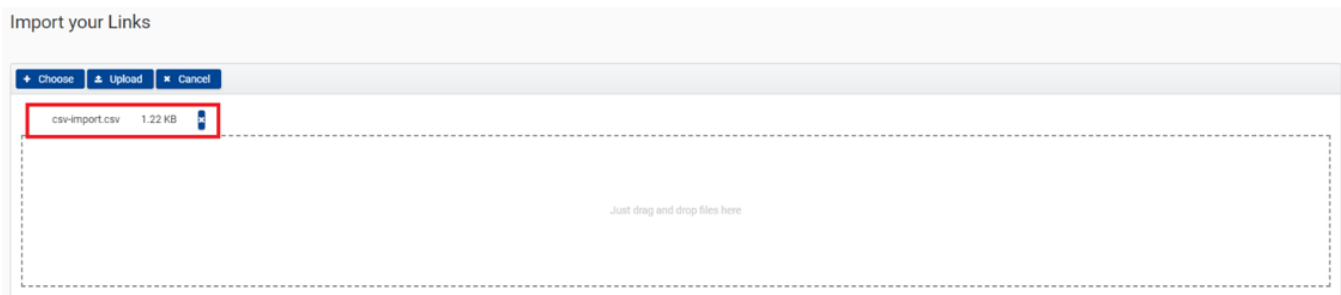 Import your Links
Choose Upload Cancel
csv-import.csv 1.22 KB
Just drag and drop files here